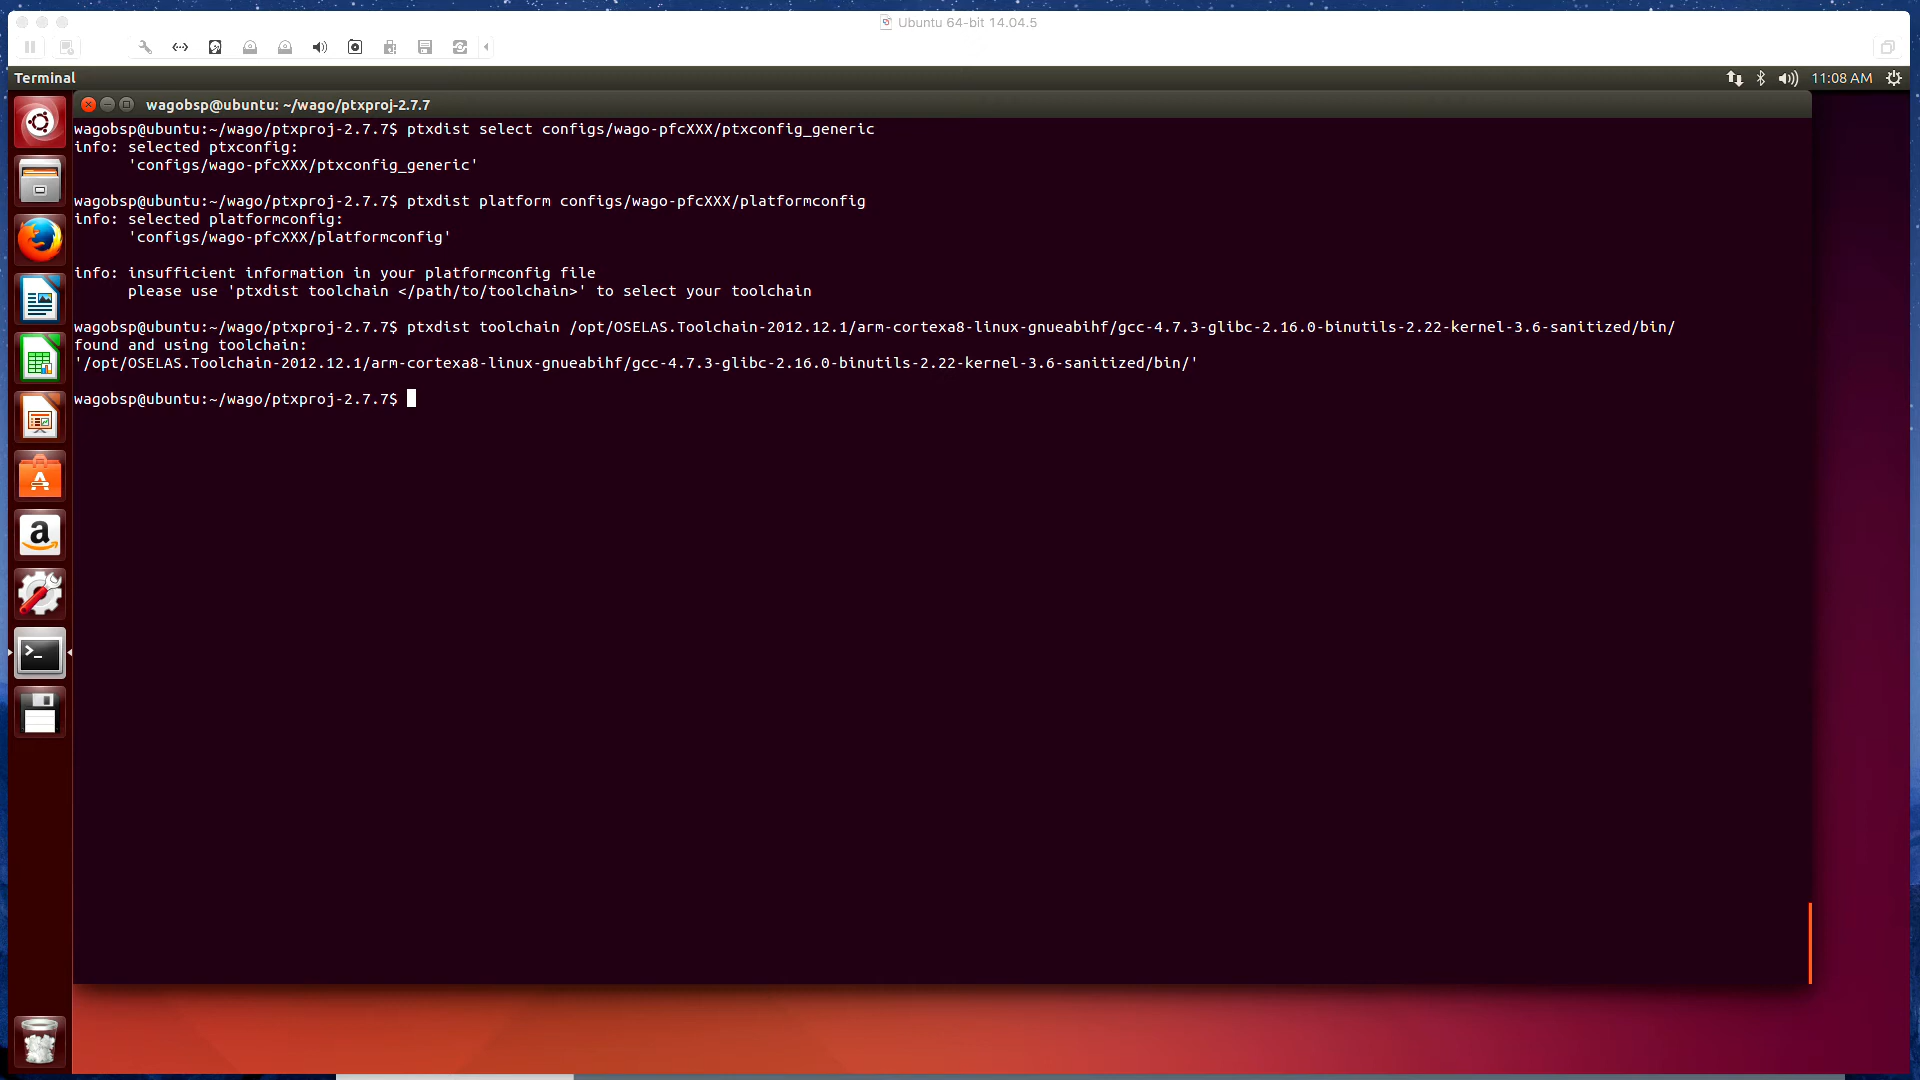 Ubuntu 64-bit 14.04.5
Terminal
11:08 AM
wagobsp@ubuntu: ~/wago/ptxproj-2.7.7
wagobsp@ubuntu:~/wago/ptxproj-2.7.7$ ptxdist select configs/wago-pfcXXX/ptxconfig_generic
info: selected ptxconfig:
'configs/wago-pfcXXX/ptxconfig_generic'
wagobsp@ubuntu:~/wago/ptxproj-2.7.7$ ptxdist platform configs/wago-pfcXXX/platformconfig
info: selected platformconfig:
'configs/wago-pfcXXX/platformconfig'
info: insufficient information in your platformconfig file
please use 'ptxdist toolchain </path/to/toolchain>' to select your toolchain
wagobsp@ubuntu:~/wago/ptxproj-2.7.7$ ptxdist toolchain /opt/OSELAS.Toolchain-2012.12.1/arm-cortexa8-linux-gnueabihf/gcc-4.7.3-glibc-2.16.0-binutils-2.22-kernel-3.6-sanitized/bin/
found and using toolchain:
'/opt/OSELAS.Toolchain-2012.12.1/arm-cortexa8-linux-gnueabihf/gcc-4.7.3-glibc-2.16.0-binutils-2.22-kernel-3.6-sanitized/bin/'
wagobsp@ubuntu:~/wago/ptxproj-2.7.7$